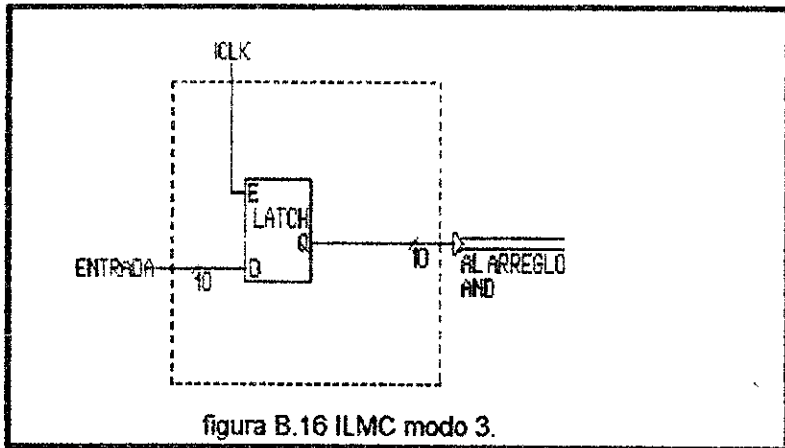 ICLK
E
LATCH
Q
ENTRADA
10
D
10
AL ARREGLO
AND
figura B.16 ILMC modo 3.